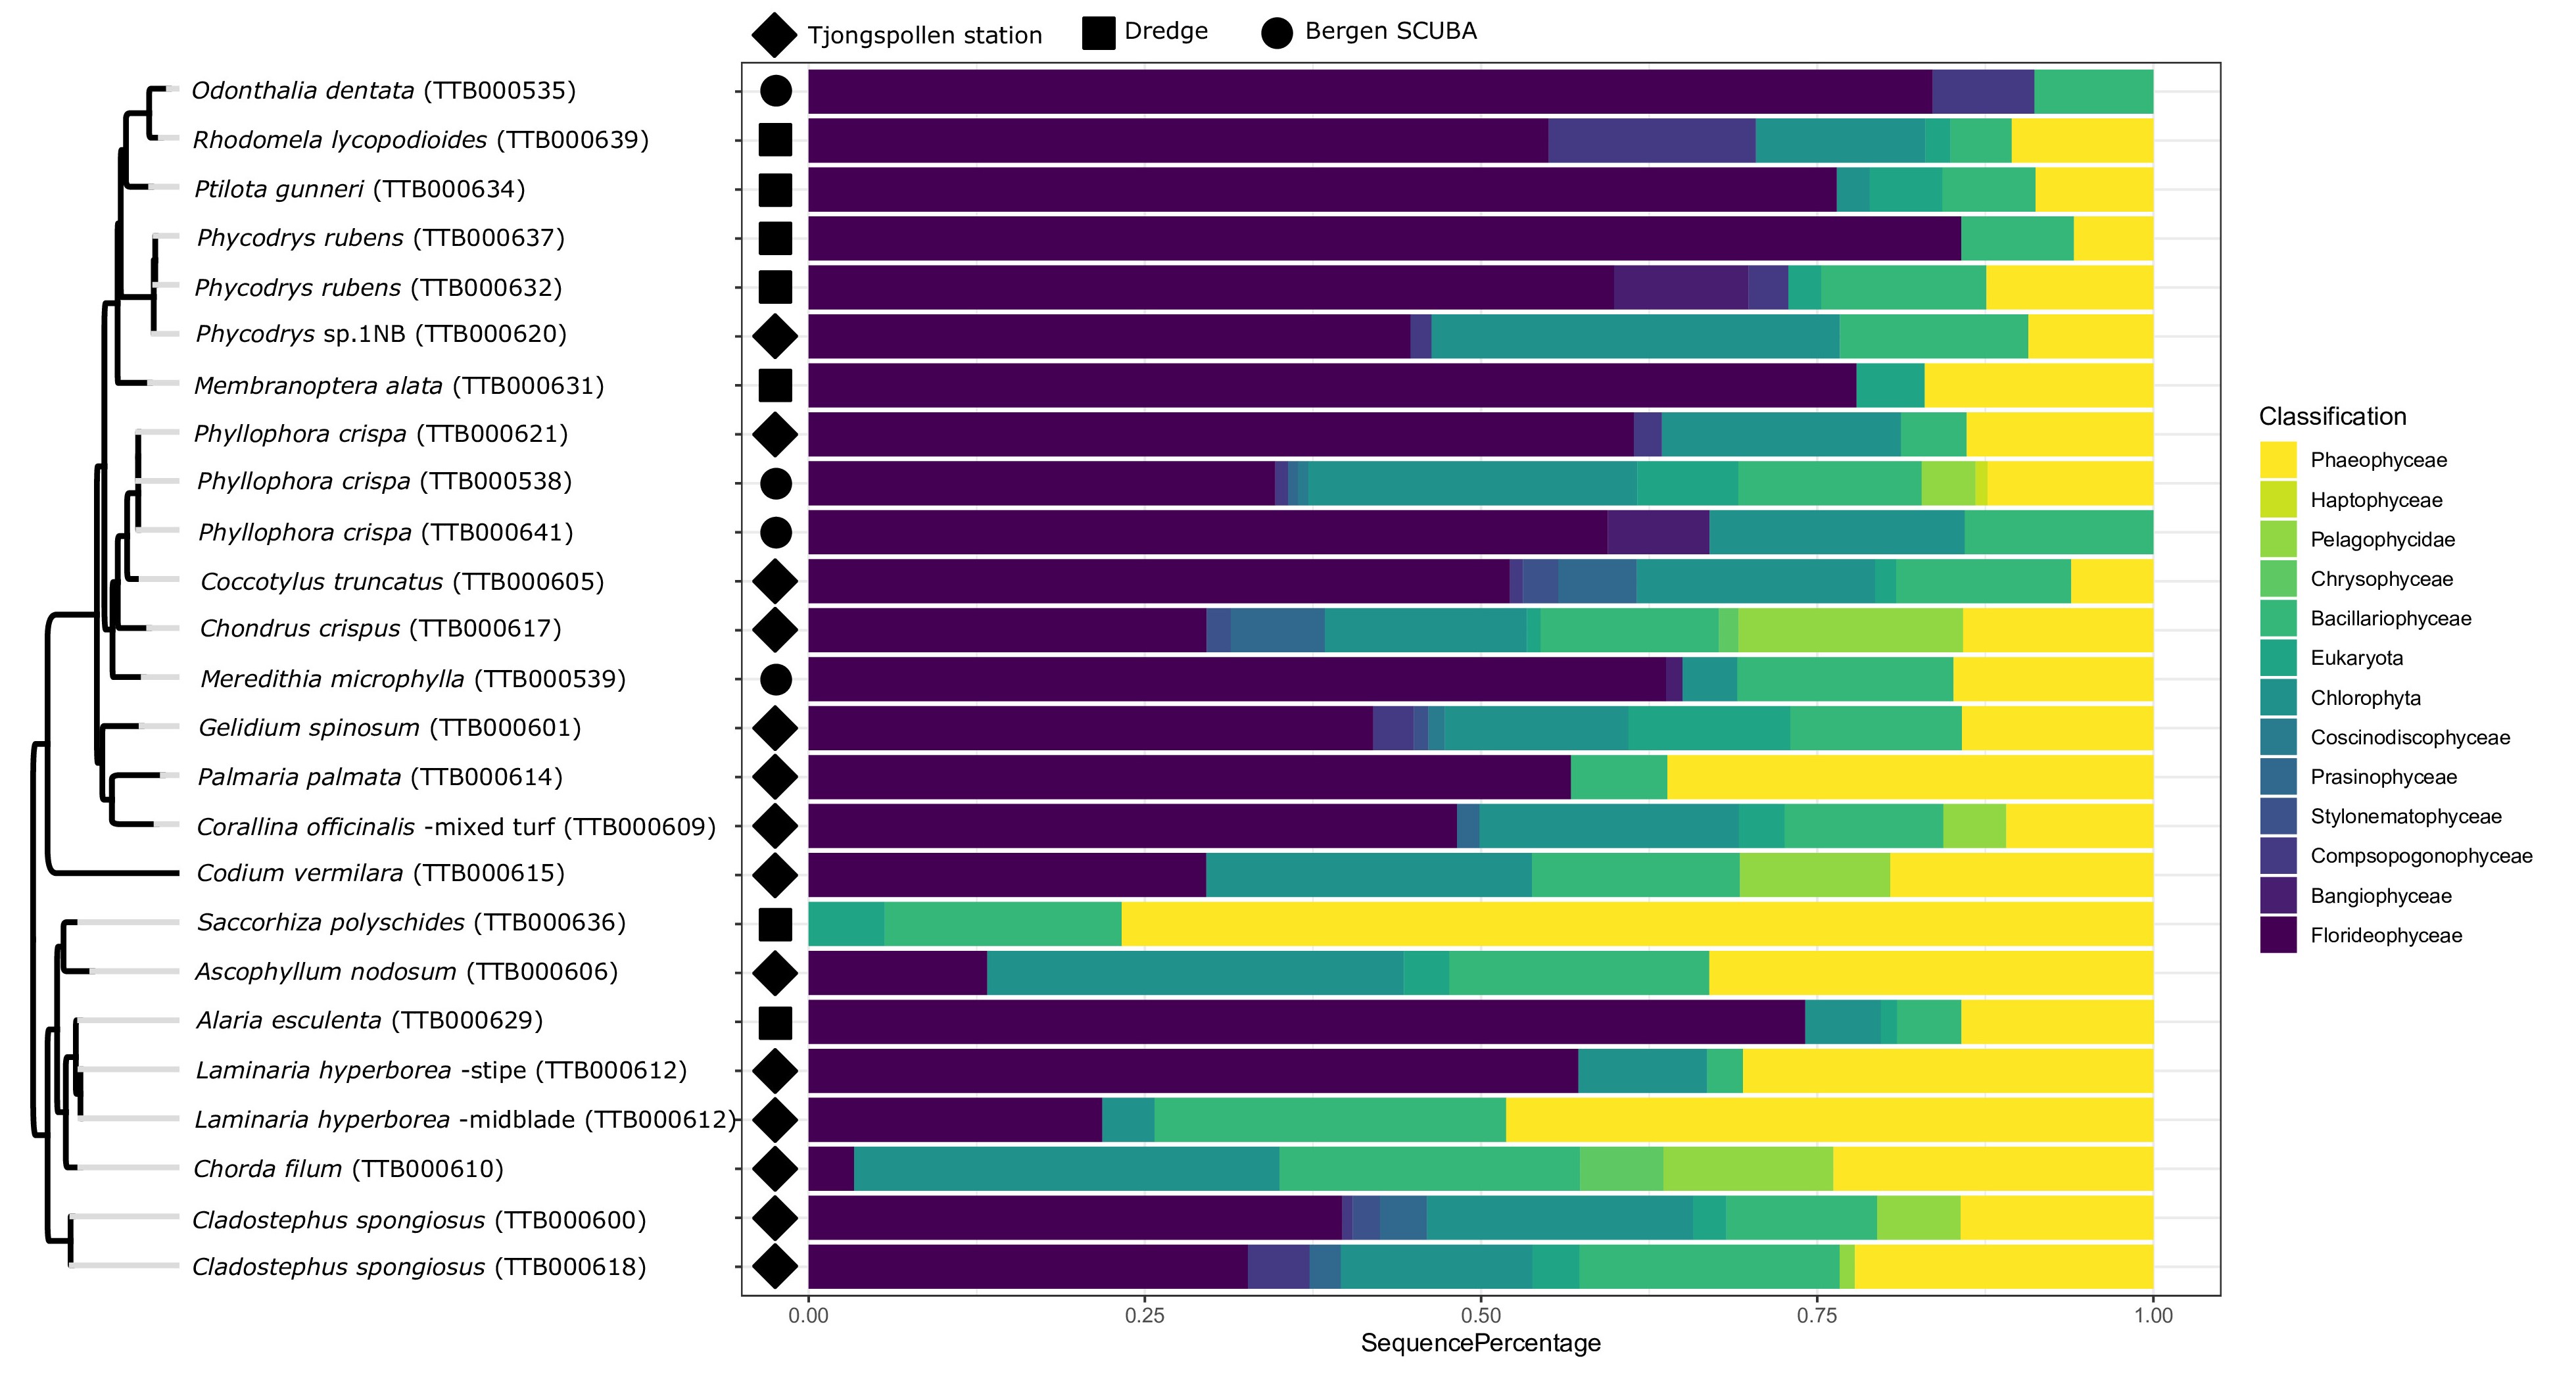 Tjongspollen station Dredge Bergen SCUBA
Odonthalia dentata (TTB000535)
Rhodomela lycopodioides (TTB000639)
Ptilota gunneri (TTB000634)
Phycodrys rubens (TTB000637)
Phycodrys rubens (TTB000632)
Phycodrys sp.1NB (TTB000620)
Membranoptera alata (TTB000631)
Phyllophora crispa (TTB000621)
Phyllophora crispa (TTB000538)
Phyllophora crispa (TTB000641)
Coccotylus truncatus (TTB000605)
Chondrus crispus (TTB000617)
Meredithia microphylla (TTB000539)
Gelidium spinosum (TTB000601)
Palmaria palmata (TTB000614)
Corallina officinalis -mixed turf (TTB000609)
Codium vermilara (TTB000615)
Saccorhiza polyschides (TTB000636)
Ascophyllum nodosum (TTB000606)
Alaria esculenta (TTB000629)
Laminaria hyperborea -stipe (TTB000612)
Laminaria hyperborea -midblade (TTB000612)
Chorda filum (TTB000610)
Cladostephus spongiosus (TTB000600)
Cladostephus spongiosus (TTB000618)
0.00 0.25 0.50 0.75 1.00
SequencePercentage
Classification
Phaeophyceae
Haptophyceae
Pelagophycidae
Chrysophyceae
Bacillariophyceae
Eukaryota
Chlorophyta
Coscinodiscophyceae
Prasinophyceae
Stylonematophyceae
Compsopogonophyceae
Bangiophyceae
Florideophyceae